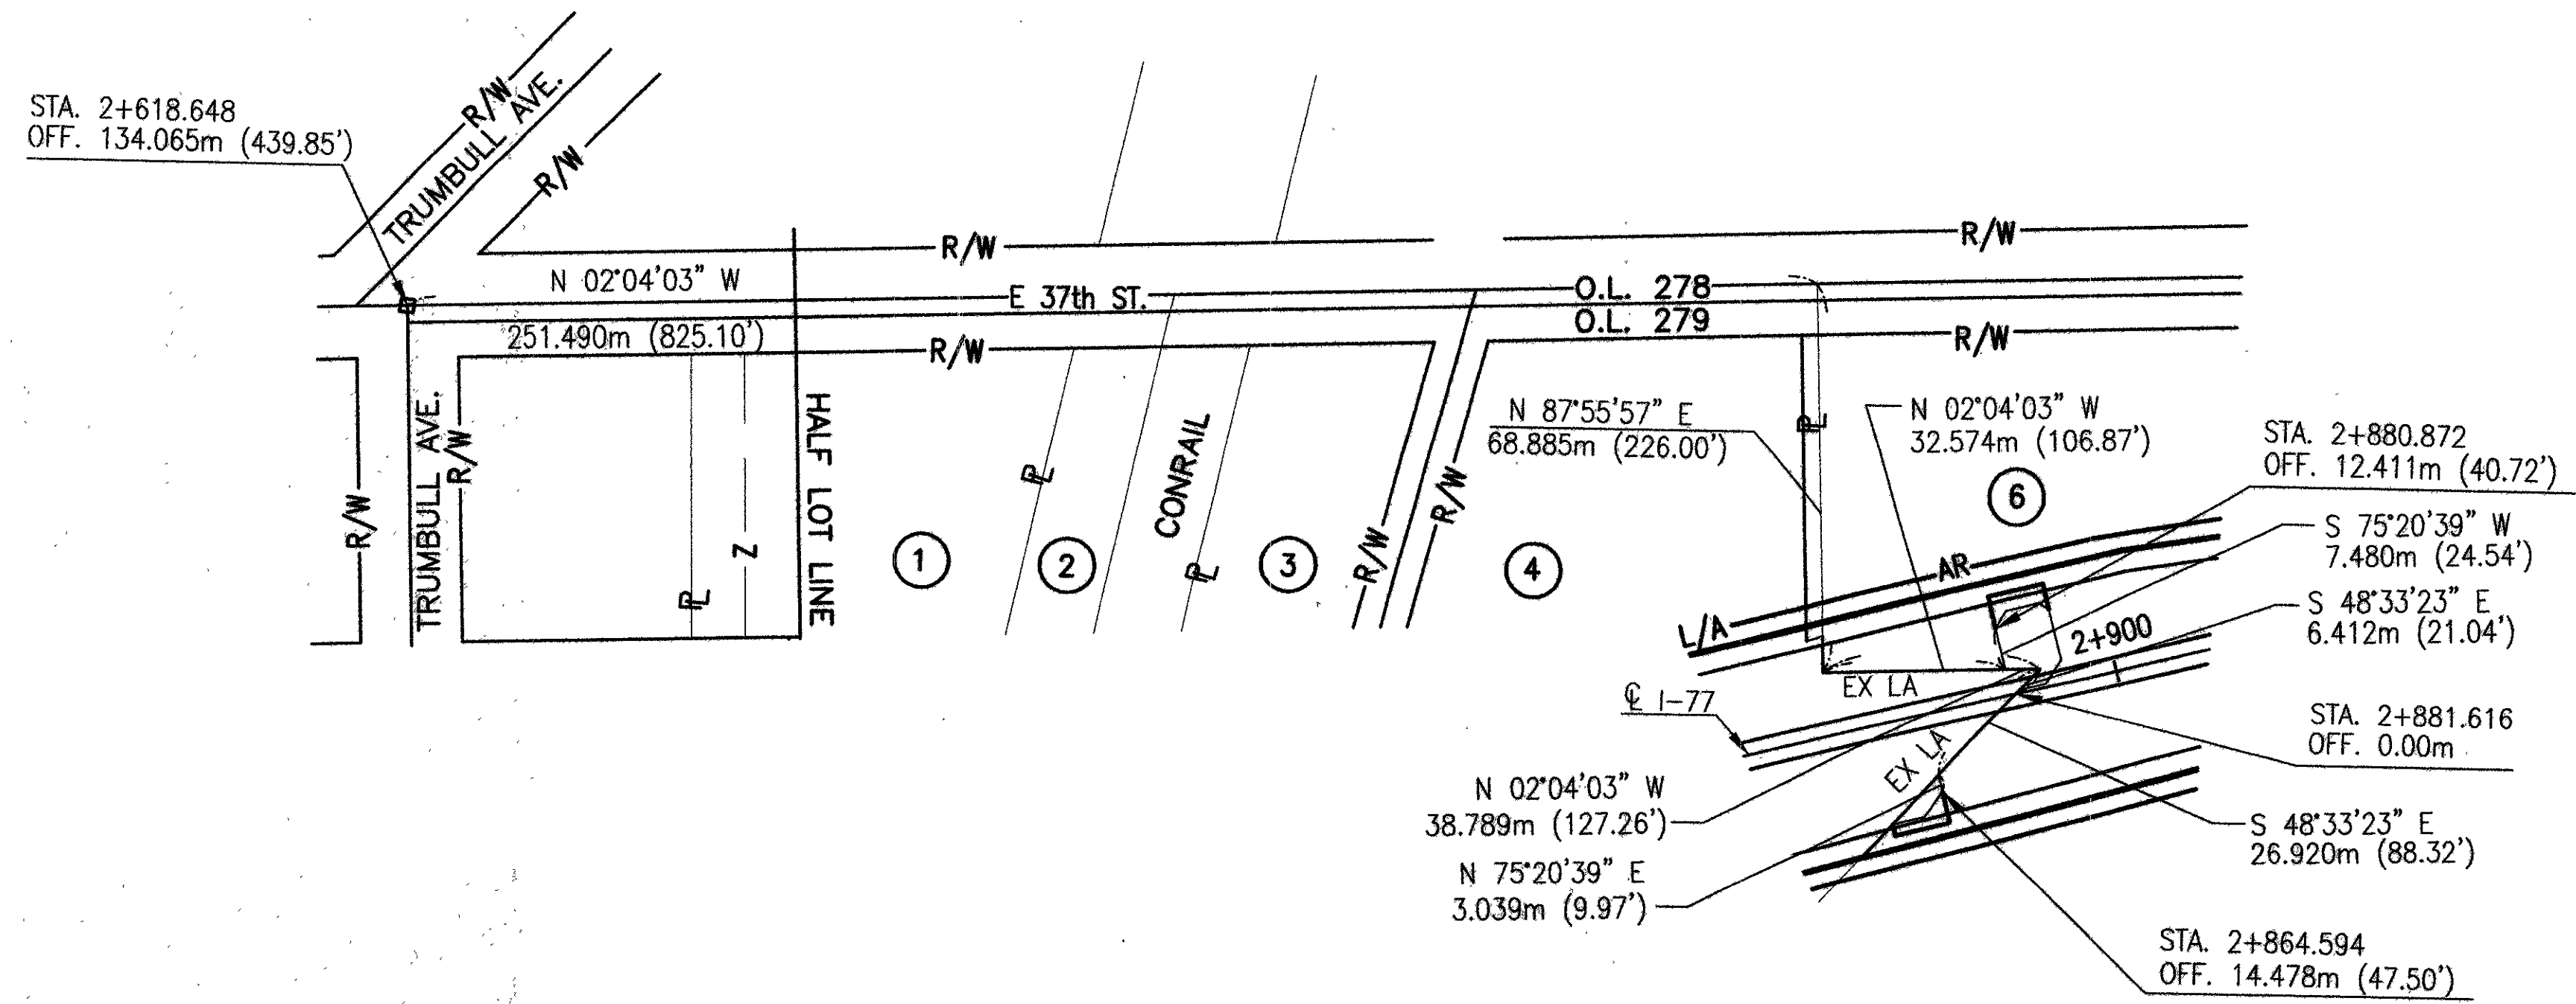 STA. 2+618.648
OFF. 134.065m (439.85')
R/W
TRUMBULL AVE.
R/W
R/W
R/W
N 02°04'03" W
E 37th ST.
O.L. 278
251.490m (825.10')
O.L. 279
R/W
R/W
TRUMBULL AVE.
R/W
R/W
PL
Z
HALF LOT LINE
1
PL
2
CONRAIL
PL
3
R/W
R/W
4
N 87°55'57" E
68.885m (226.00')
PL
N 02°04'03" W
32.574m (106.87')
6
STA. 2+880.872
OFF. 12.411m (40.72')
S 75°20'39" W
7.480m (24.54')
S 48°33'23" E
6.412m (21.04')
AR
L/A
2+900
EX LA
CL I-77
STA. 2+881.616
OFF. 0.00m
EX LA
N 02°04'03" W
38.789m (127.26')
S 48°33'23" E
26.920m (88.32')
N 75°20'39" E
3.039m (9.97')
STA. 2+864.594
OFF. 14.478m (47.50')